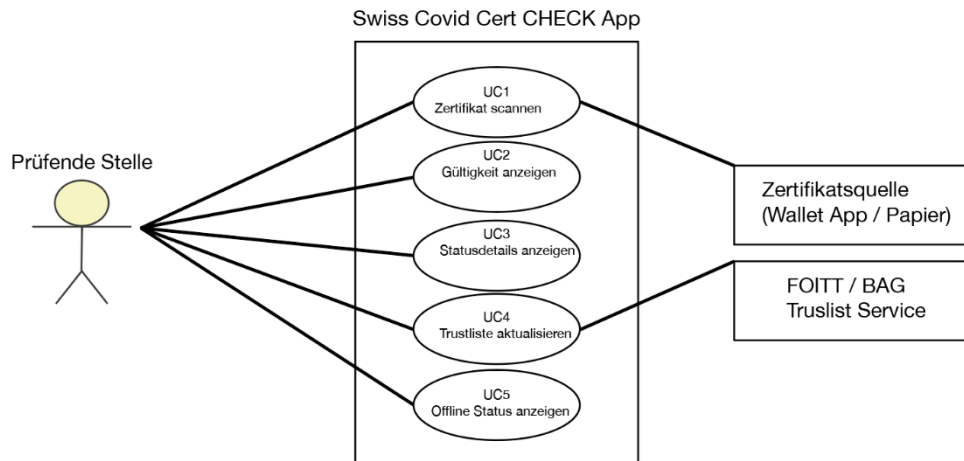 Swiss Covid Cert CHECK App
Prüfende Stelle
UC1
Zertifikat scannen
UC2
Gültigkeit anzeigen
UC3
Statusdetails anzeigen
UC4
Trustliste aktualisieren
UC5
Offline Status anzeigen
Zertifikatsquelle
(Wallet App / Papier)
FOITT / BAG
Truslist Service